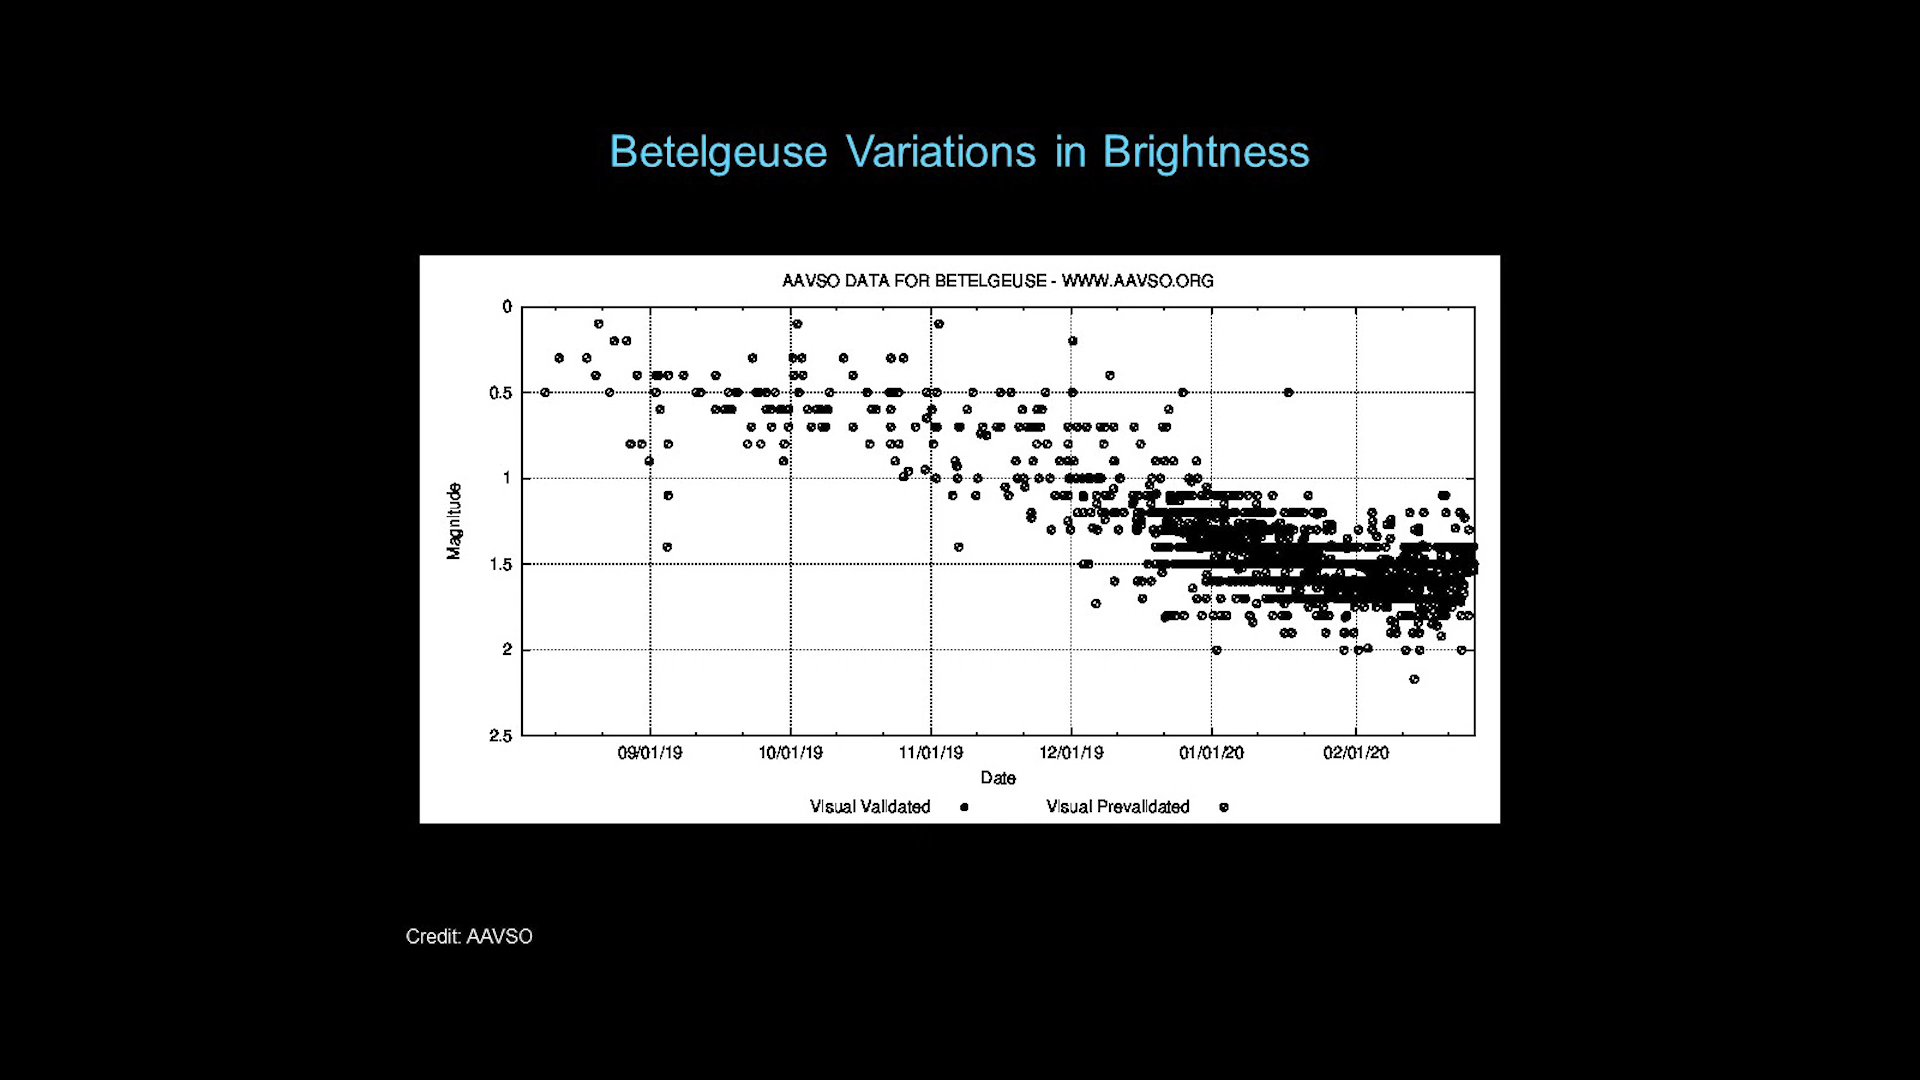 Betelgeuse Variations in Brightness
AAVSO DATA FOR BETELGEUSE - WWW.AAVSO.ORG
0
0.5
1
1.5
2
2.5
Magnitude
09/01/19 10/01/19 11/01/19 12/01/19 01/01/20 02/01/20
Date
Visual Validated Visual Prevalidated
Credit: AAVSO